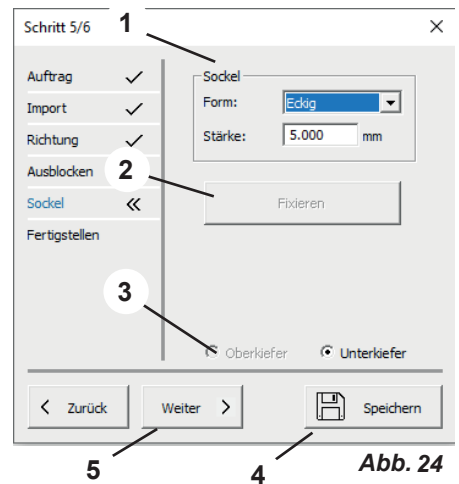 Schritt 5/6
1
Auftrag
Import
Richtung
Ausblocken
Sockel
Fertigstellen
Sockel
Form: Eckig
Stärke: 5.000 mm
2
Fixieren
3
Oberkiefer Unterkiefer
Zurück Weiter Speichern
5 4 Abb. 24